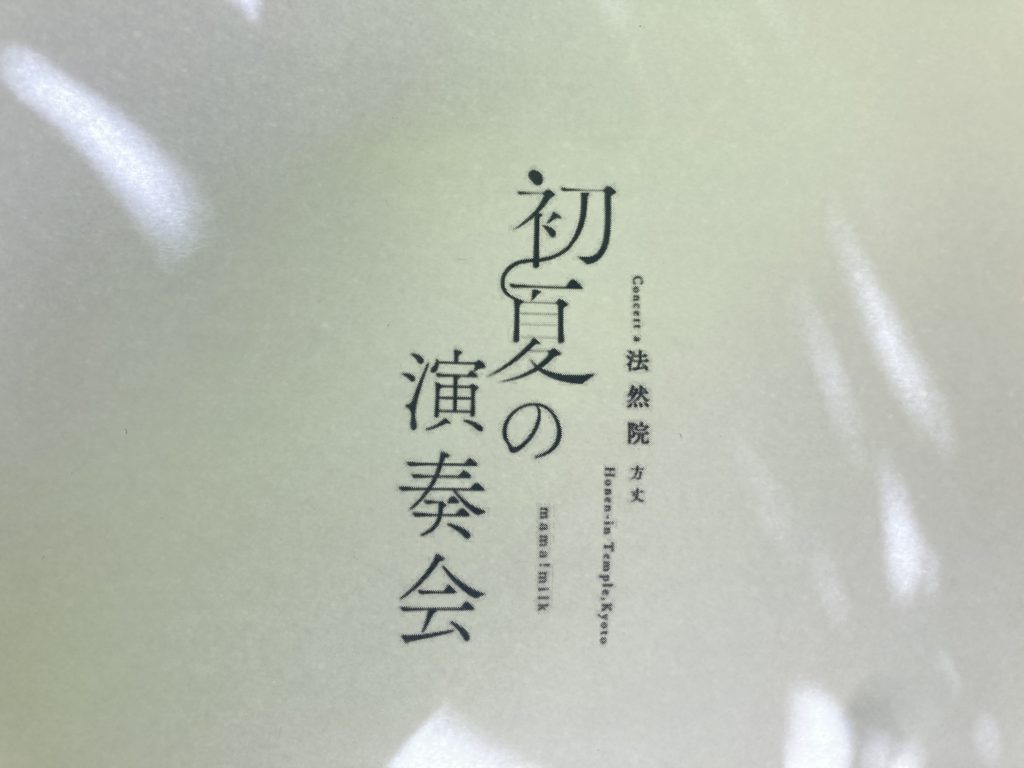 Concert a 法然院 方丈
Honen-in Temple,Kyoto
初夏の
mama!milk
演奏会